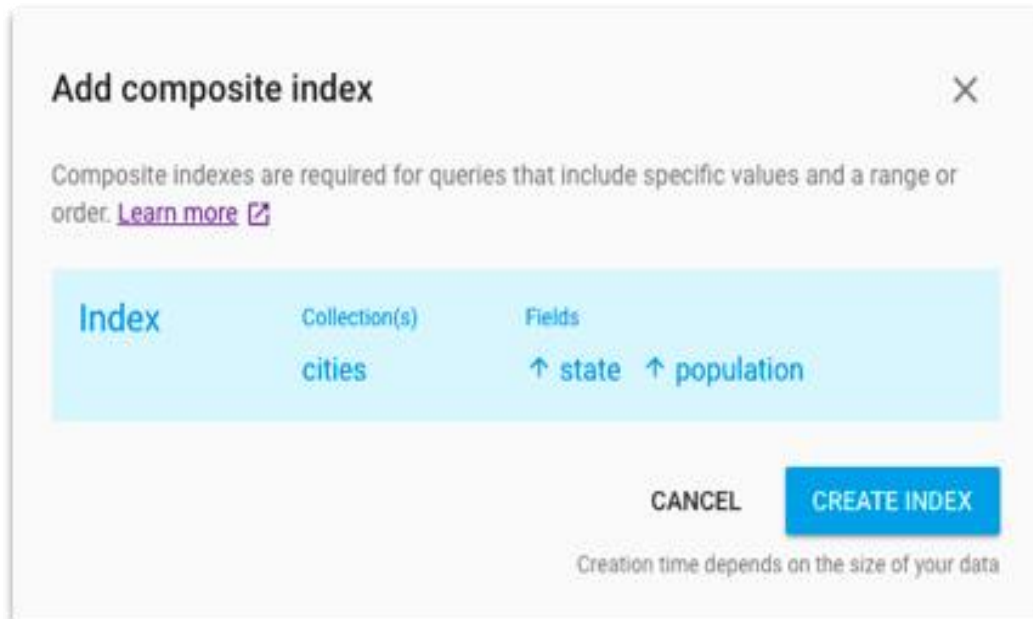 Add composite index
Composite indexes are required for queries that include specific values and a range or
order. Learn more
Index
Collection(s)
Fields
cities
↑ state ↑ population
CANCEL
CREATE INDEX
Creation time depends on the size of your data